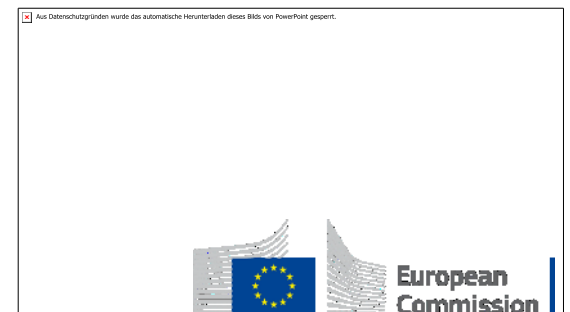 Aus Datenschutzgründen wurde das automatische Herunterladen dieses Bilds von PowerPoint gesperrt.
European
Commission